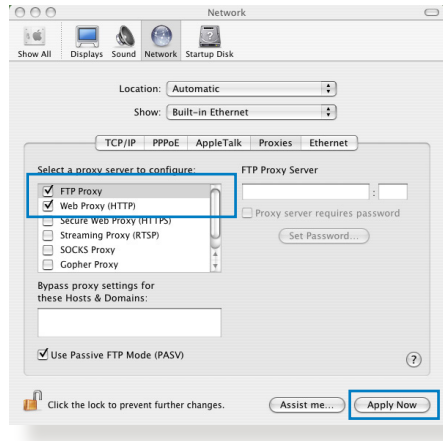 Network
Show All Displays Sound Network Startup Disk
Location: Automatic
Show: Built-in Ethernet
TCP/IP PPPoE AppleTalk Proxies Ethernet
Select a proxy server to configure:
FTP Proxy
Web Proxy (HTTP)
Secure Web Proxy (HTTPS)
Streaming Proxy (RTSP)
SOCKS Proxy
Gopher Proxy
FTP Proxy Server
:
Proxy server requires password
Set Password...
Bypass proxy settings for
these Hosts & Domains:
Use Passive FTP Mode (PASV)
?
Click the lock to prevent further changes.
Assist me...
Apply Now